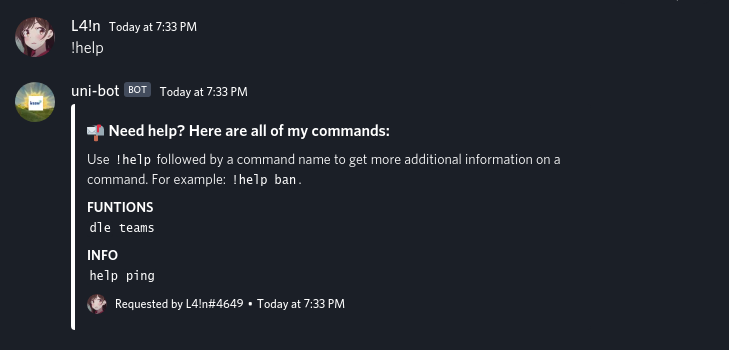 L4!n Today at 7:33 PM
!help
uni-bot BOT Today at 7:33 PM
Need help? Here are all of my commands:
Use !help followed by a command name to get more additional information on a
command. For example: !help ban.
FUNTIONS
dle teams
INFO
help ping
Requested by L4!n#4649 • Today at 7:33 PM